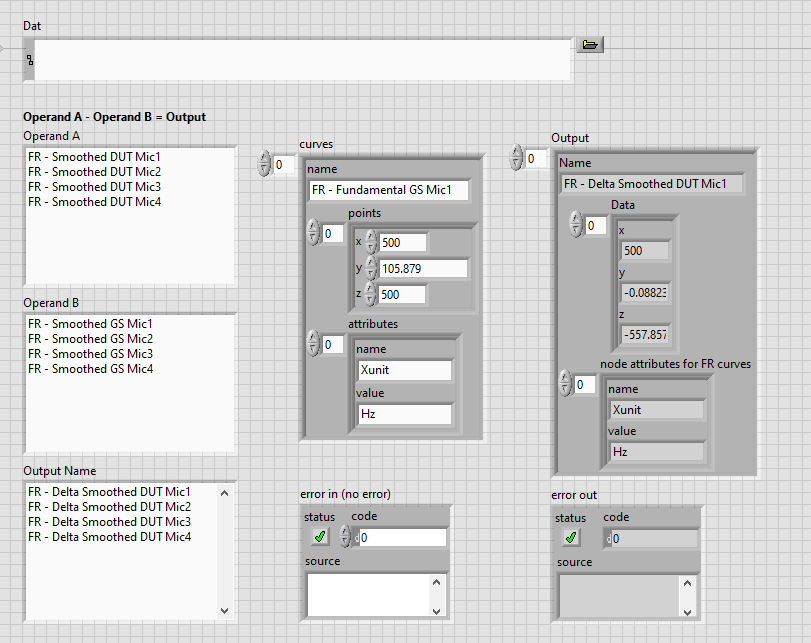 Dat
Operand A - Operand B = Output
Operand A
FR - Smoothed DUT Mic1
FR - Smoothed DUT Mic2
FR - Smoothed DUT Mic3
FR - Smoothed DUT Mic4
Operand B
FR - Smoothed GS Mic1
FR - Smoothed GS Mic2
FR - Smoothed GS Mic3
FR - Smoothed GS Mic4
Output Name
FR - Delta Smoothed DUT Mic1
FR - Delta Smoothed DUT Mic2
FR - Delta Smoothed DUT Mic3
FR - Delta Smoothed DUT Mic4
curves
0
name
FR - Fundamental GS Mic1
points
0
x 500
y 105.879
z 500
attributes
0
name
Xunit
value
Hz
error in (no error)
status code
d0
source
Output
0
Name
FR - Delta Smoothed DUT Mic1
Data
0
x
500
y
-0.0882
z
-557.857
node attributes for FR curves
0
name
Xunit
value
Hz
error out
status code
d0
source